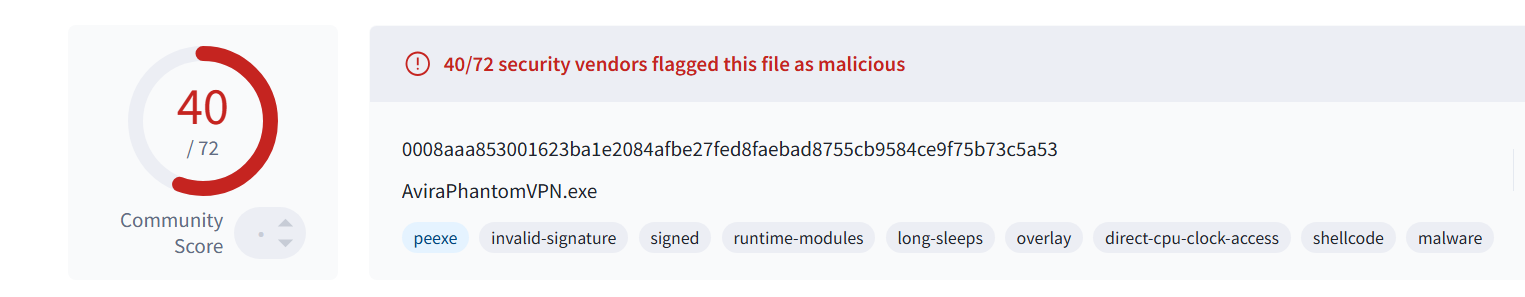 40
/ 72
Community
Score
40/72 security vendors flagged this file as malicious
0008aaa853001623ba1e2084afbe27fed8faebad8755cb9584ce9f75b73c5a53
AviraPhantomVPN.exe
peexe invalid-signature signed runtime-modules long-sleeps overlay direct-cpu-clock-access shellcode malware